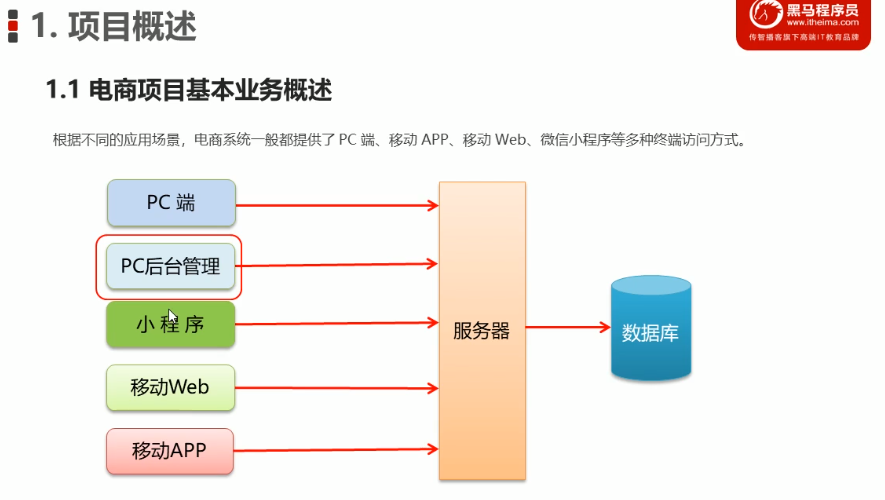 1. 项目概述
黑马程序员
www.itheima.com
传智播客旗下高端IT教育品牌
1.1 电商项目基本业务概述
根据不同的应用场景，电商系统一般都提供了 PC 端、移动 APP、移动 Web、微信小程序等多种终端访问方式。
PC 端
PC后台管理
小 程 序
移动Web
移动APP
服务器
数据库